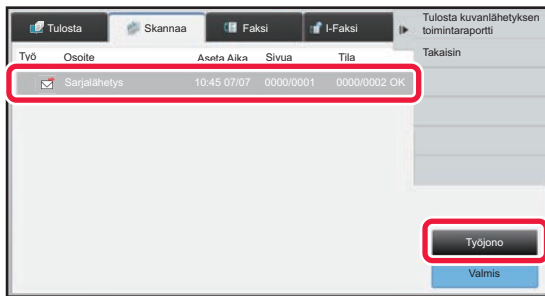 Tulosta
Skannaa
Faksi
I-Faksi
Tulosta kuvanlähetyksen
toimintaraportti
Takaisin
Työ Osoite Aseta Aika Sivua Tila
Sarjalähetys 10:45 07/07 0000/0001 0000/0002 OK
Työjono
Valmis